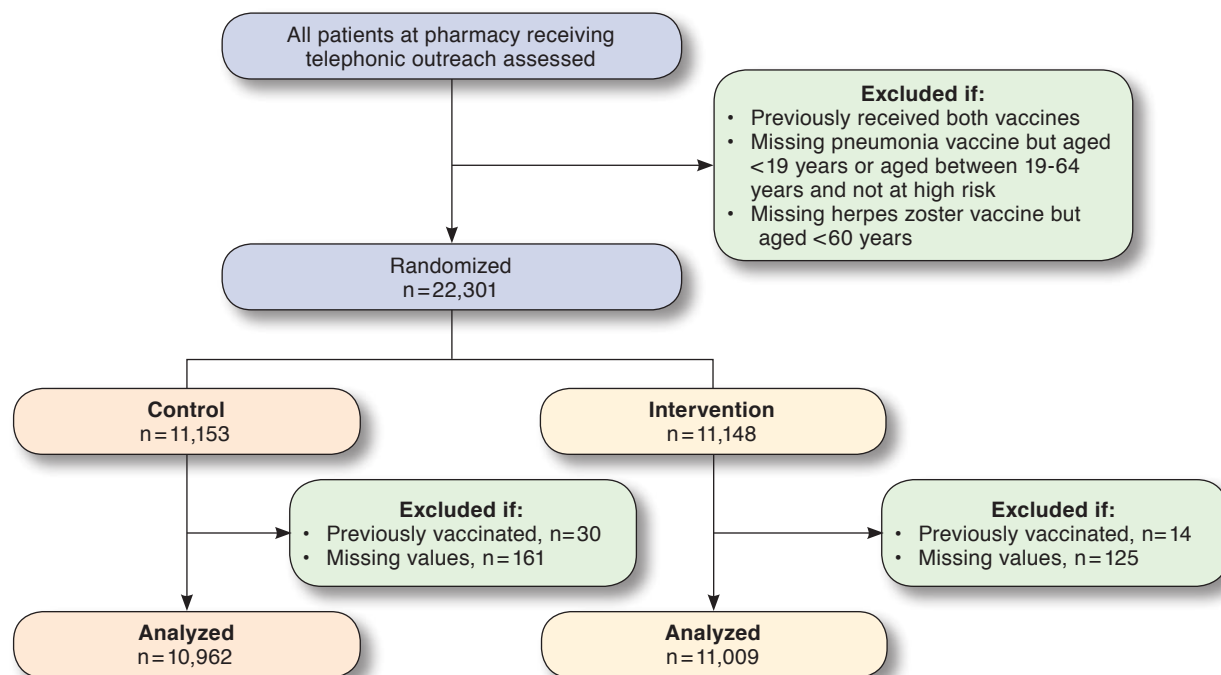 All patients at pharmacy receiving
telephonic outreach assessed
Excluded if:
• Previously received both vaccines
• Missing pneumonia vaccine but aged
<19 years or aged between 19-64
years and not at high risk
• Missing herpes zoster vaccine but
aged <60 years
Randomized
n=22,301
Control
n=11,153
Intervention
n=11,148
Excluded if:
• Previously vaccinated, n=30
• Missing values, n=161
Excluded if:
• Previously vaccinated, n=14
• Missing values, n=125
Analyzed
n=10,962
Analyzed
n=11,009